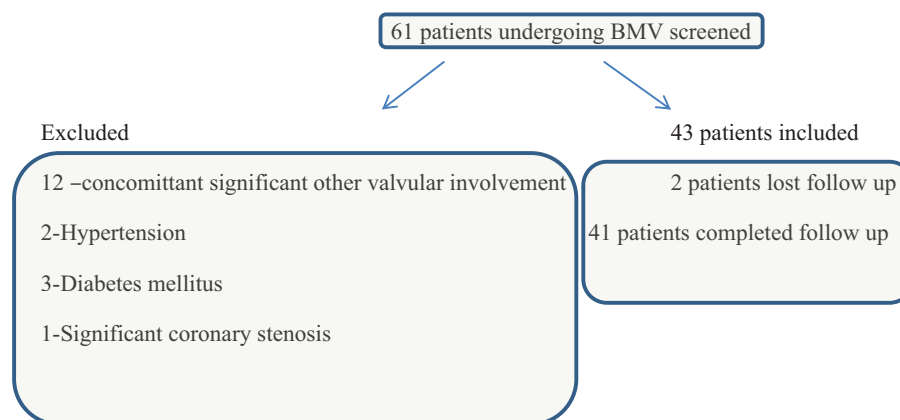 61 patients undergoing BMV screened
Excluded
12 –concomittant significant other valvular involvement
2-Hypertension
3-Diabetes mellitus
1-Significant coronary stenosis
43 patients included
2 patients lost follow up
41 patients completed follow up